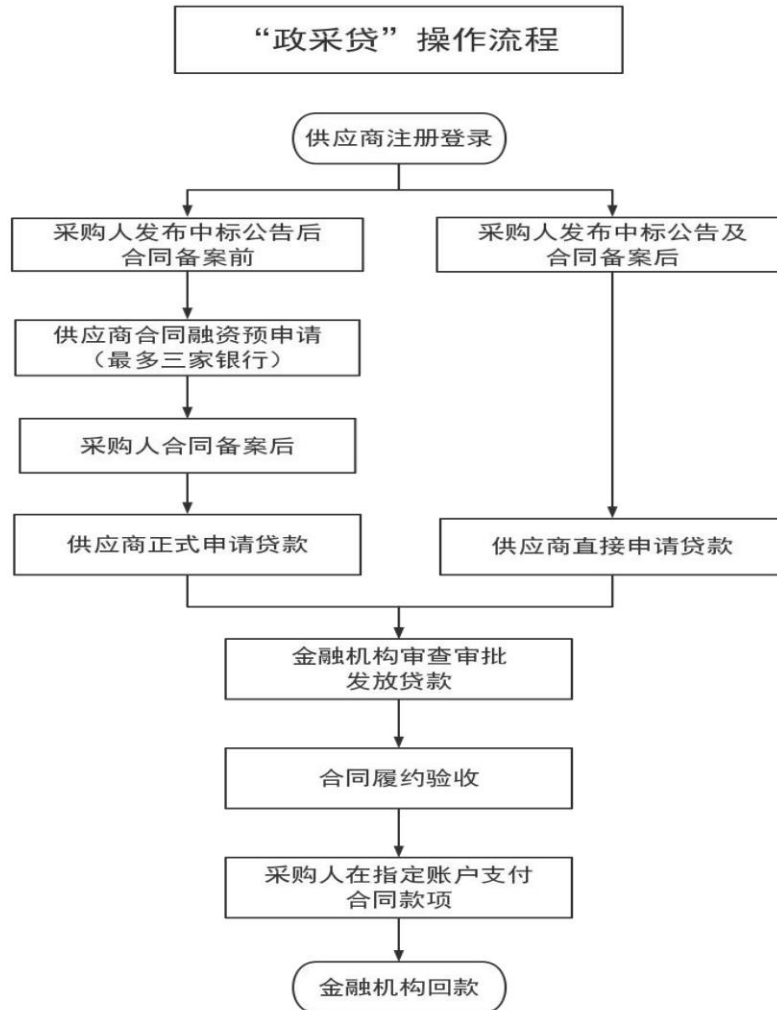 “政采贷”操作流程
供应商注册登录
采购人发布中标公告后
合同备案前
采购人发布中标公告及
合同备案后
供应商合同融资预申请
（最多三家银行）
采购人合同备案后
供应商正式申请贷款
供应商直接申请贷款
金融机构审查审批
发放贷款
合同履约验收
采购人在指定账户支付
合同款项
金融机构回款